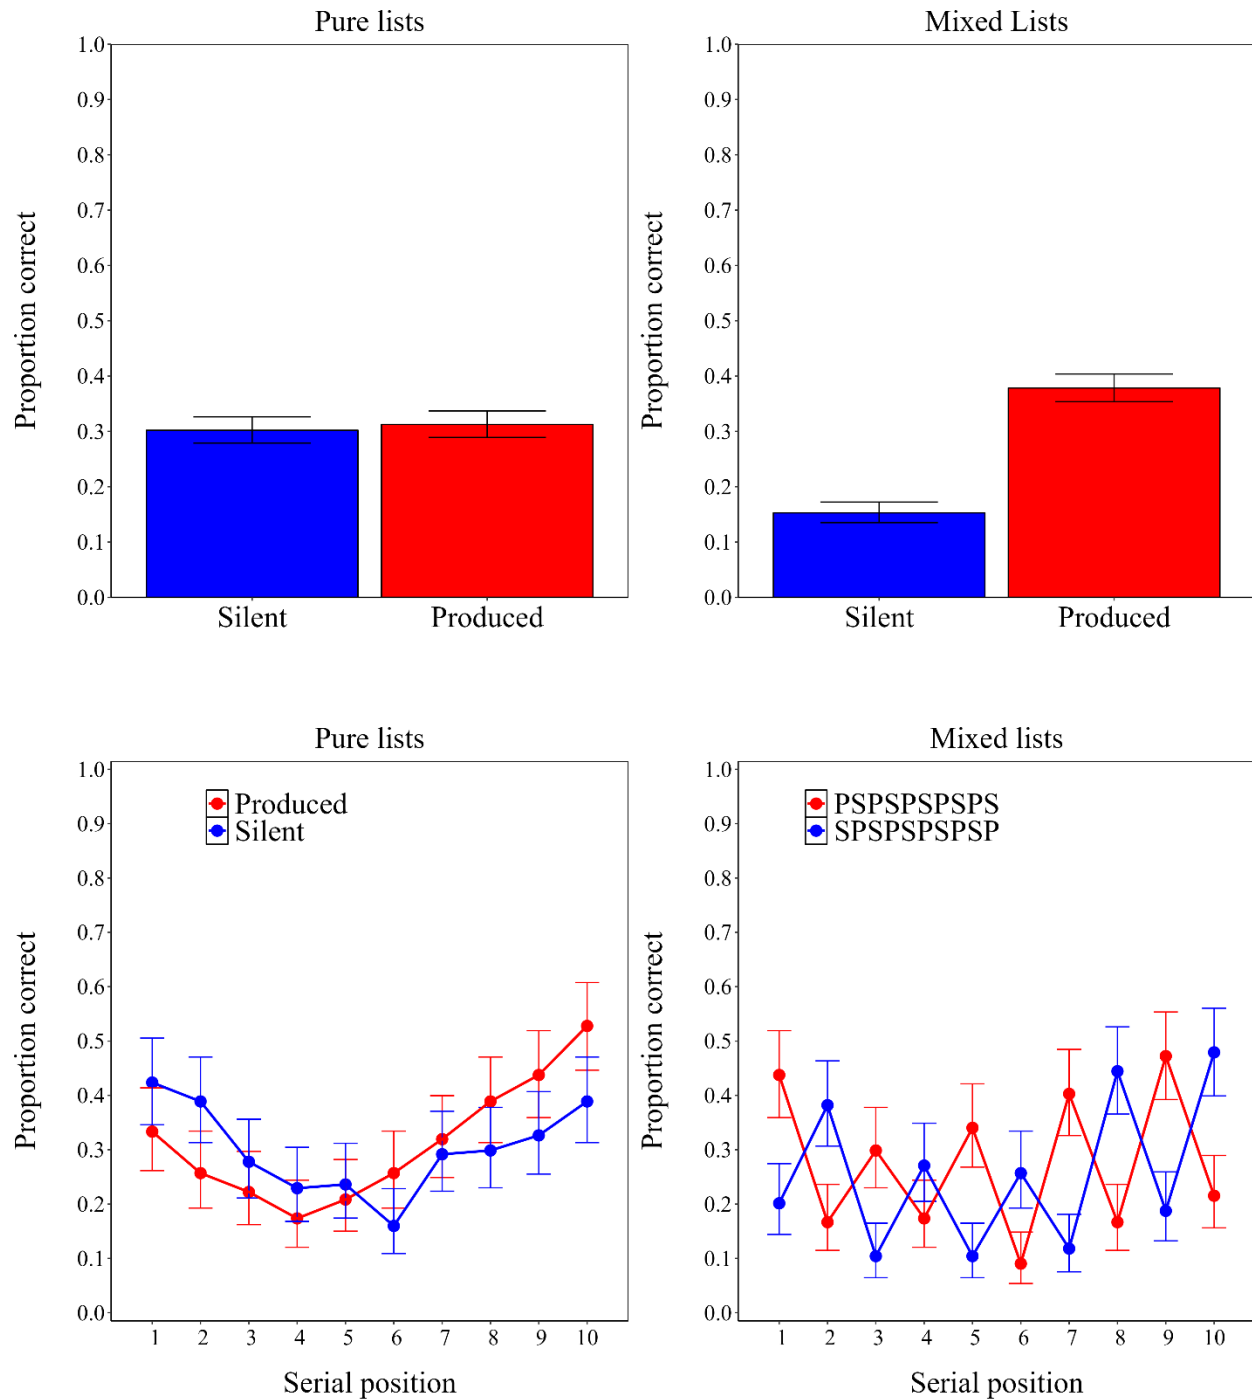 Pure lists
Proportion correct
1.0
0.9
0.8
0.7
0.6
0.5
0.4
0.3
0.2
0.1
0.0
Silent Produced
Mixed Lists
Proportion correct
1.0
0.9
0.8
0.7
0.6
0.5
0.4
0.3
0.2
0.1
0.0
Silent Produced
Pure lists
Produced
Silent
Proportion correct
1.0
0.9
0.8
0.7
0.6
0.5
0.4
0.3
0.2
0.1
0.0
1 2 3 4 5 6 7 8 9 10
Serial position
Mixed lists
PSPSPSPSPS
SPSPSPSPSP
Proportion correct
1.0
0.9
0.8
0.7
0.6
0.5
0.4
0.3
0.2
0.1
0.0
1 2 3 4 5 6 7 8 9 10
Serial position